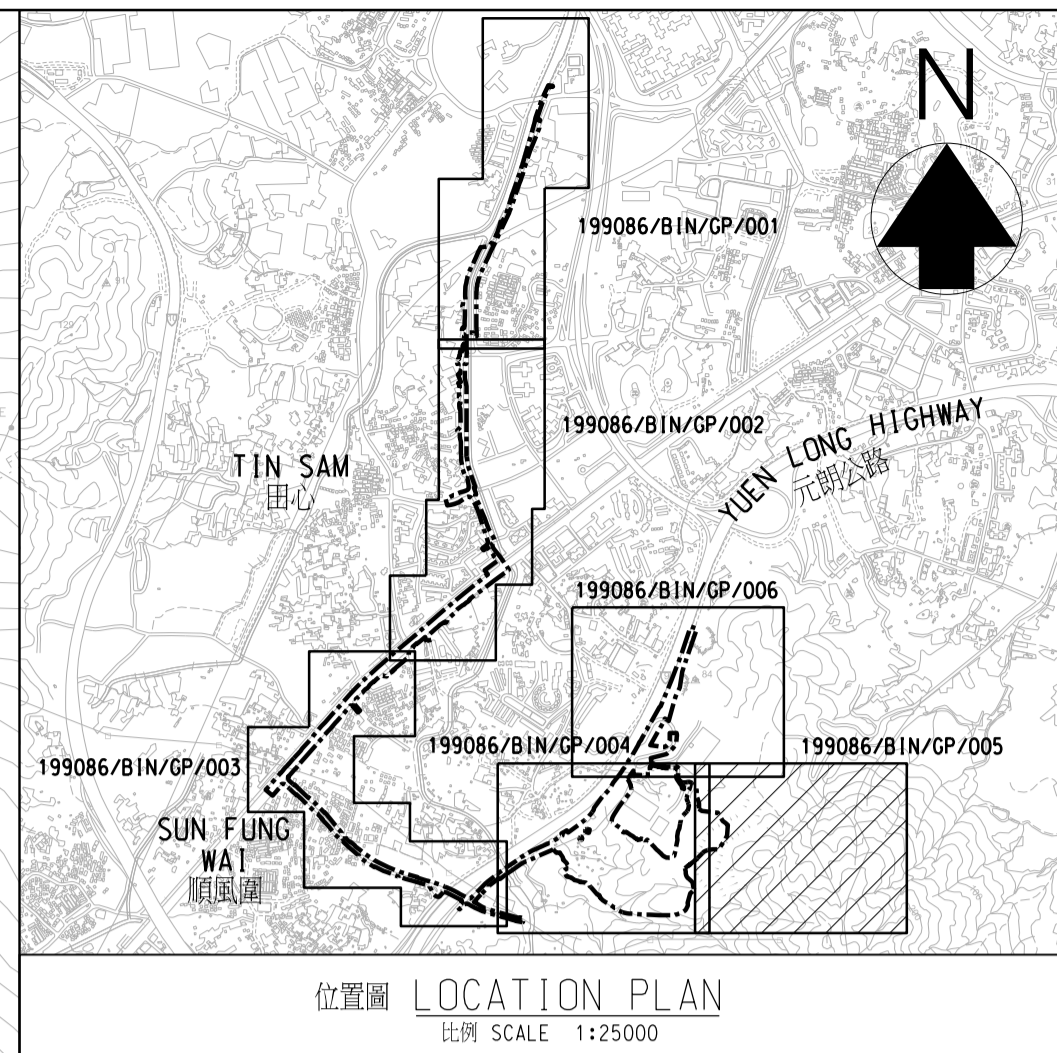 N
199086/BIN/GP/001
199086/BIN/GP/002
YUEN LONG HIGHWAY
元朗公路
TIN SAM
田心
199086/BIN/GP/006
199086/BIN/GP/004
199086/BIN/GP/005
199086/BIN/GP/003
SUN FUNG
WAI
順風圍
位置圖 LOCATION PLAN
比例 SCALE 1:25000